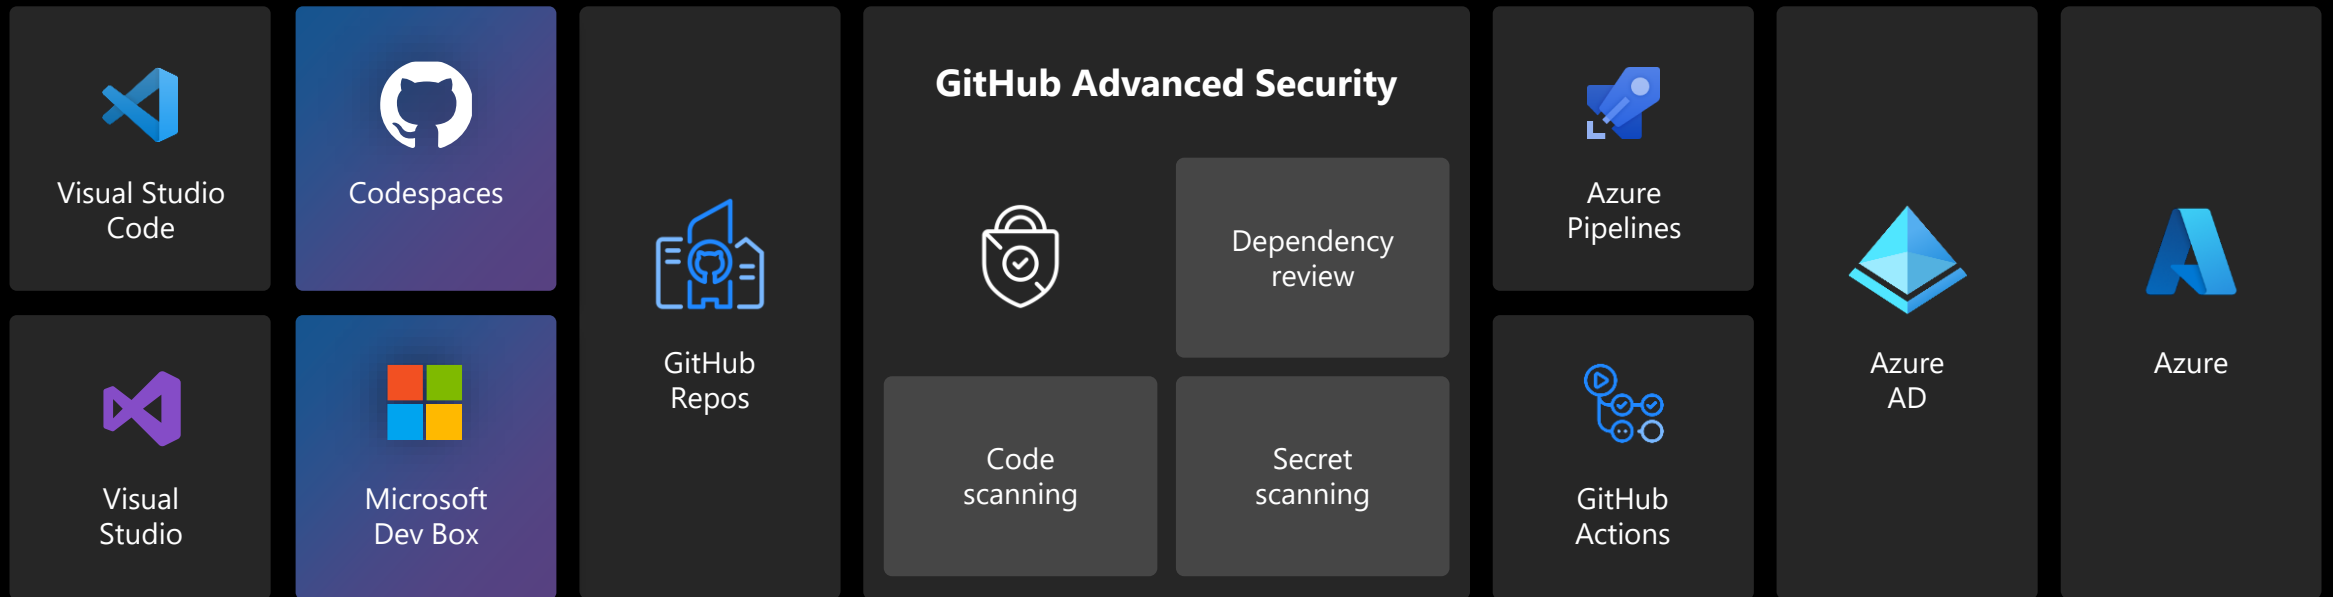 Visual Studio
Code
Visual
Studio
Codespaces
Microsoft
Dev Box
GitHub
Repos
GitHub Advanced Security
Dependency
review
Code
scanning
Secret
scanning
Azure
Pipelines
GitHub
Actions
Azure
AD
Azure